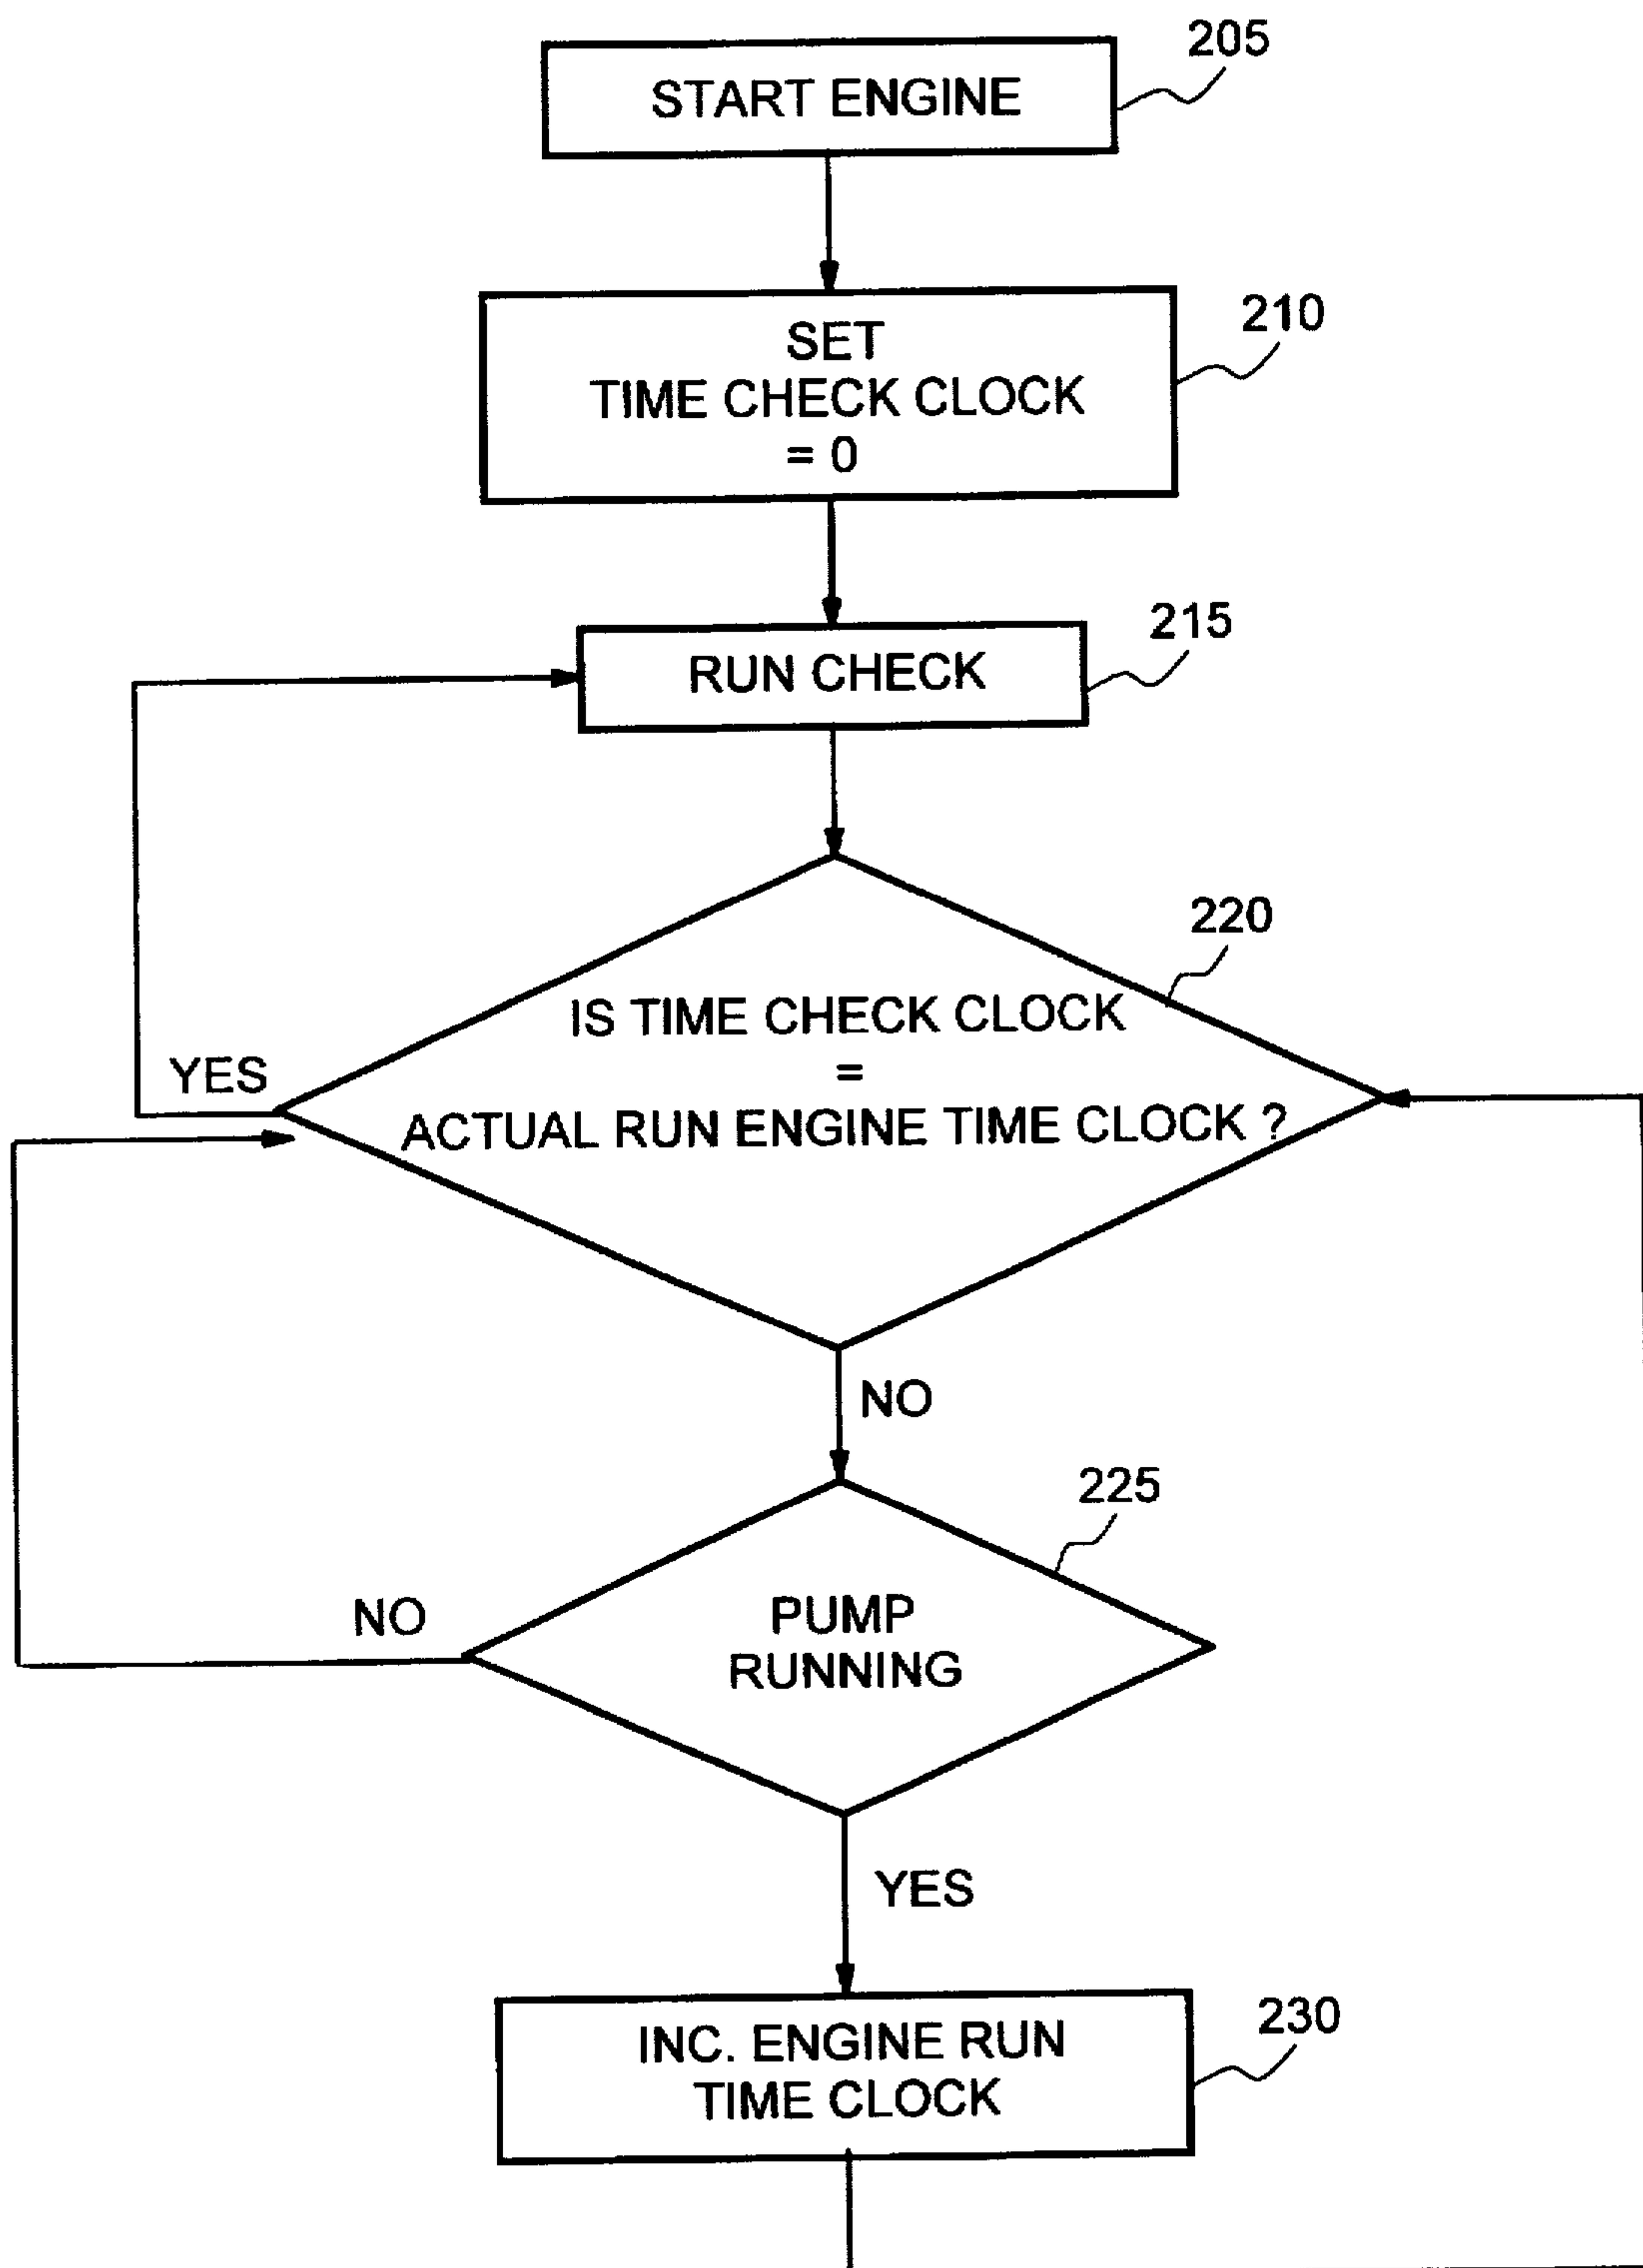 205
START ENGINE
210
SET
TIME CHECK CLOCK
= 0
215
RUN CHECK
220
IS TIME CHECK CLOCK
=
ACTUAL RUN ENGINE TIME CLOCK ?
YES
NO
225
PUMP
RUNNING
NO
YES
230
INC. ENGINE RUN
TIME CLOCK